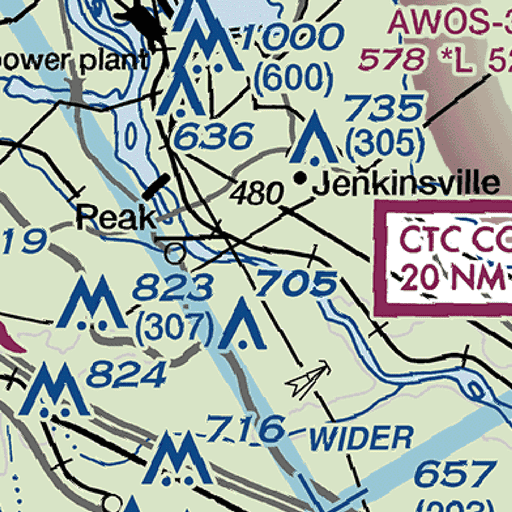 1000
(600)
power plant
AWOS-3
578 *L 52
636
735
(305)
Jenkinsville
480
Peak
CTC CO
20 NM
19
823
(307)
705
824
716
WIDER
657